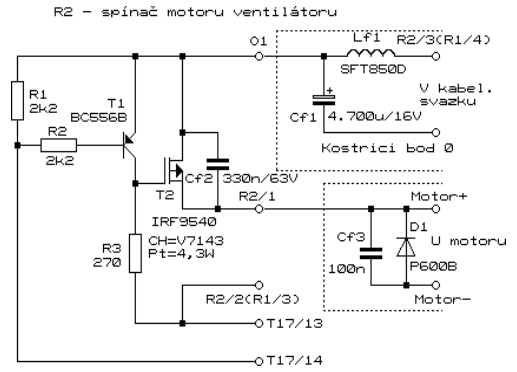 R2 - spínač motoru ventilátoru
O1
Lf1
R2/3(R1/4)
SFT850D
V kabel.
svazku
+
Cf1
4.700u/16V
Kostrici bod 0
R1
2k2
T1
BC556B
R2
2k2
Cf2
330n/63V
T2
R2/1
Motor+
IRF9540
CH=V7143
Pt=4,3W
R3
270
Cf3
100n
D1
P600B
U motoru
Motor-
R2/2(R1/3)
T17/13
T17/14